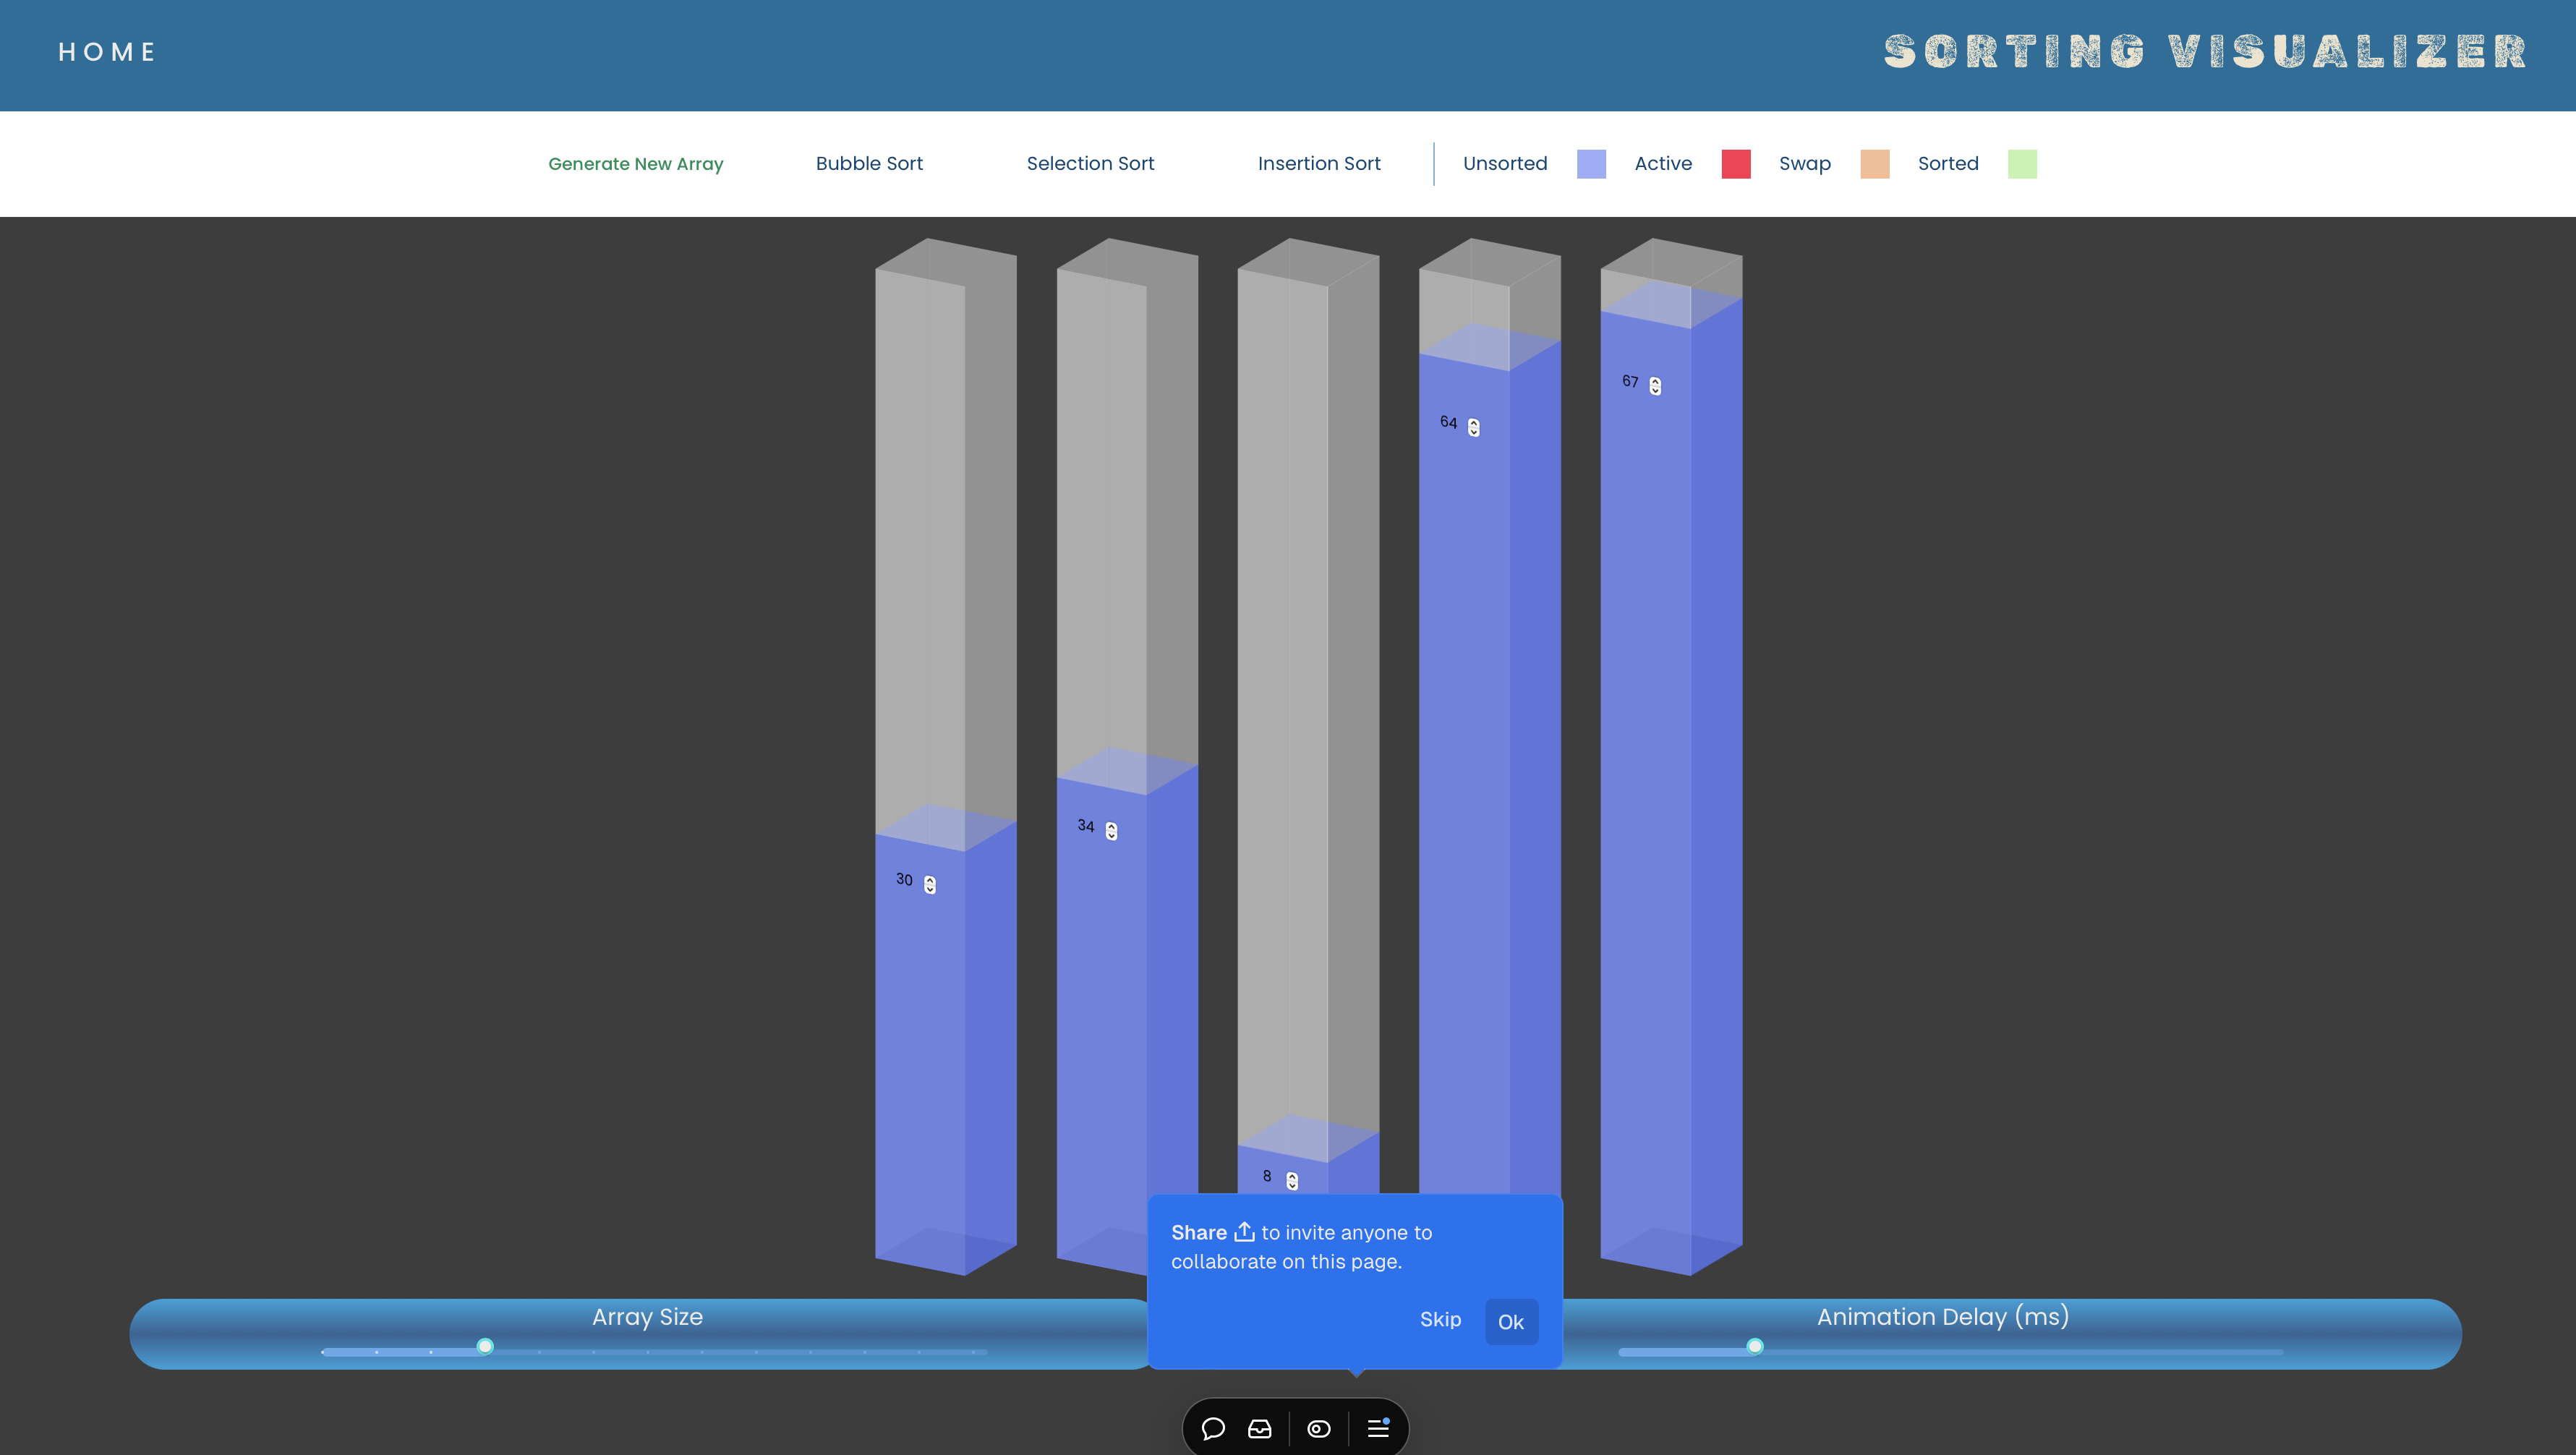 HOME
SORTING VISUALIZER
Generate New Array
Bubble Sort
Selection Sort
Insertion Sort
Unsorted
Active
Swap
Sorted
30
34
8
64
67
Share to invite anyone to
collaborate on this page.
Skip
Ok
Array Size
Animation Delay (ms)